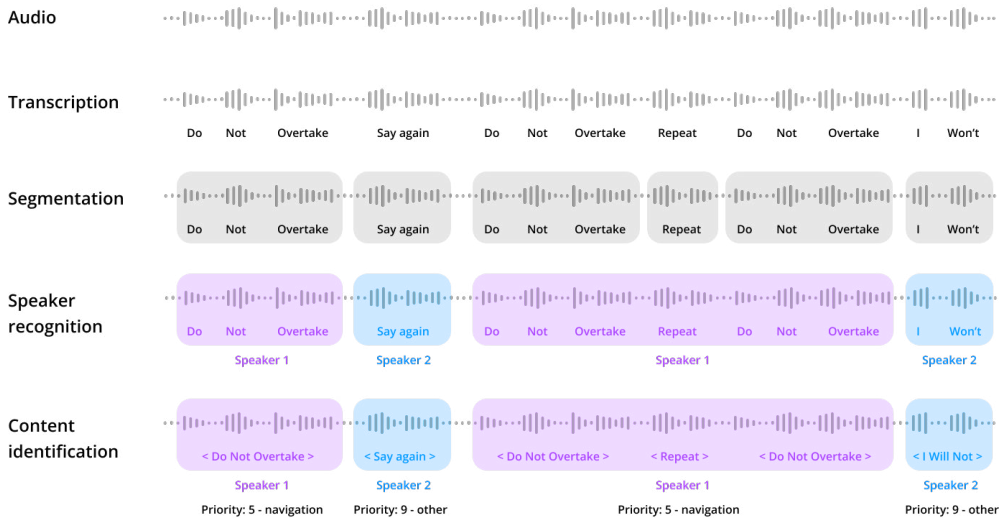 Audio
Transcription
Do Not Overtake Say again Do Not Overtake Repeat Do Not Overtake I Won't
Segmentation
Do Not Overtake Say again Do Not Overtake Repeat Do Not Overtake I Won't
Speaker
recognition
Do Not Overtake Say again Do Not Overtake Repeat Do Not Overtake I Won't
Speaker 1 Speaker 2 Speaker 1 Speaker 2
Content
identification
< Do Not Overtake > < Say again > < Do Not Overtake > < Repeat > < Do Not Overtake > < I Will Not >
Speaker 1 Speaker 2 Speaker 1 Speaker 2
Priority: 5 - navigation Priority: 9 - other Priority: 5 - navigation Priority: 9 - other